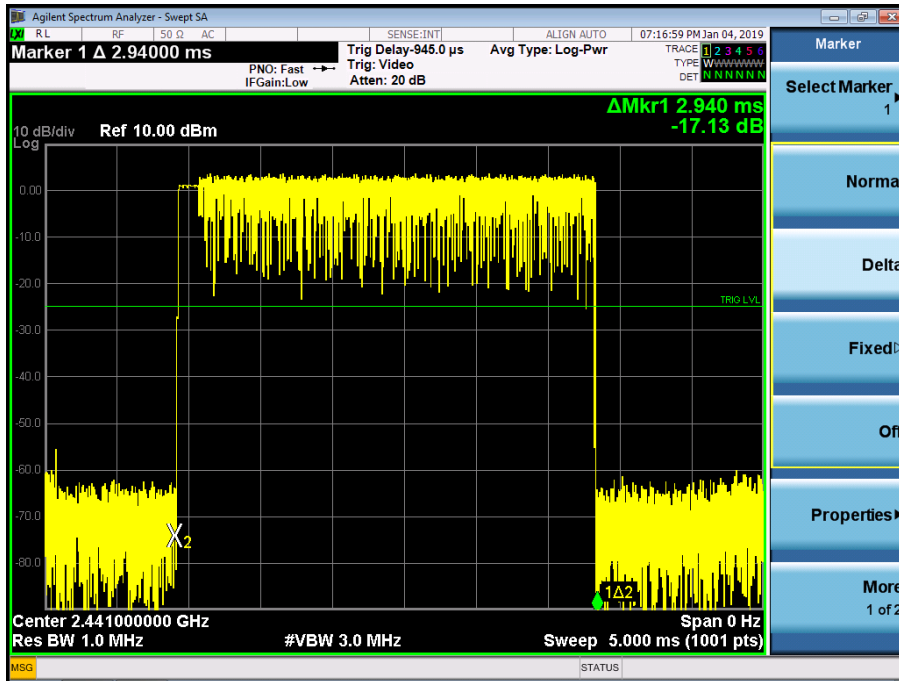 Agilent Spectrum Analyzer - Swept SA
LXI RL RF 50 Ω AC SENSE:INT ALIGN AUTO 07:16:59 PM Jan 04, 2019
Marker 1 Δ 2.94000 ms
PNO: Fast
IFGain:Low
Trig Delay-945.0 µs
Trig: Video
Atten: 20 dB
Avg Type: Log-Pwr
TRACE 1 2 3 4 5 6
TYPE WWWWWW
DET N N N N N N
ΔMkr1 2.940 ms
-17.13 dB
10 dB/div Ref 10.00 dBm
Log
0.00
-10.0
-20.0
TRIG LVL
-30.0
-40.0
-50.0
-60.0
-70.0
-80.0
X2
1Δ2
Center 2.441000000 GHz Span 0 Hz
Res BW 1.0 MHz #VBW 3.0 MHz Sweep 5.000 ms (1001 pts)
MSG STATUS
Marker
Select Marker
1
Norma
Delta
Fixed
Off
Properties
More
1 of 2